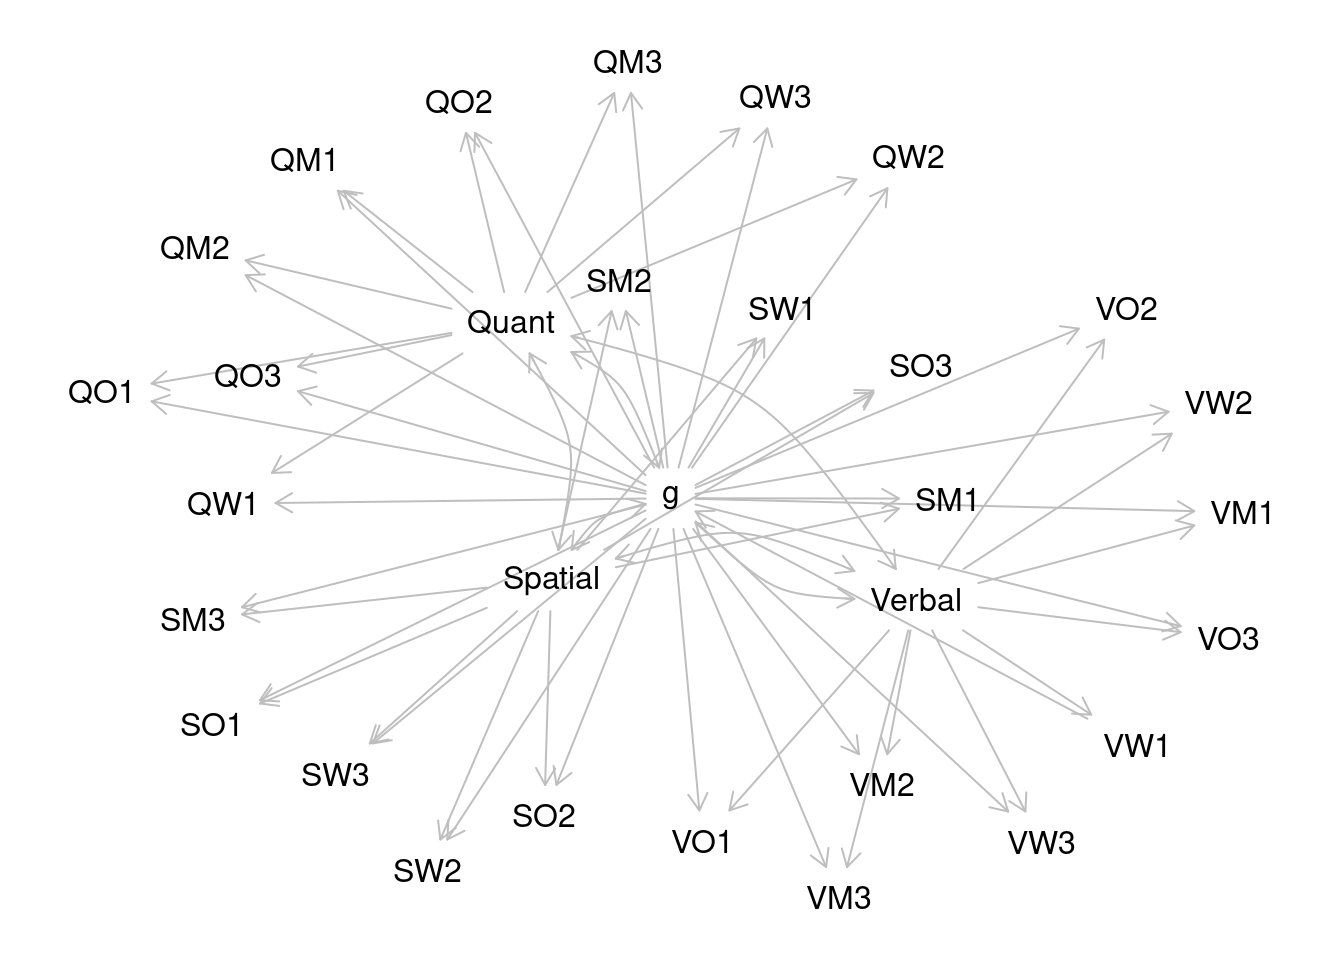 QM3
QW3
QO2
QW2
QM1
QM2
SM2
SW1
VO2
Quant
SO3
QO3
QO1
VW2
g
SM1
QW1
VM1
Spatial
Verbal
SM3
VO3
SO1
VW1
SW3
VM2
SO2
VO1
VW3
SW2
VM3